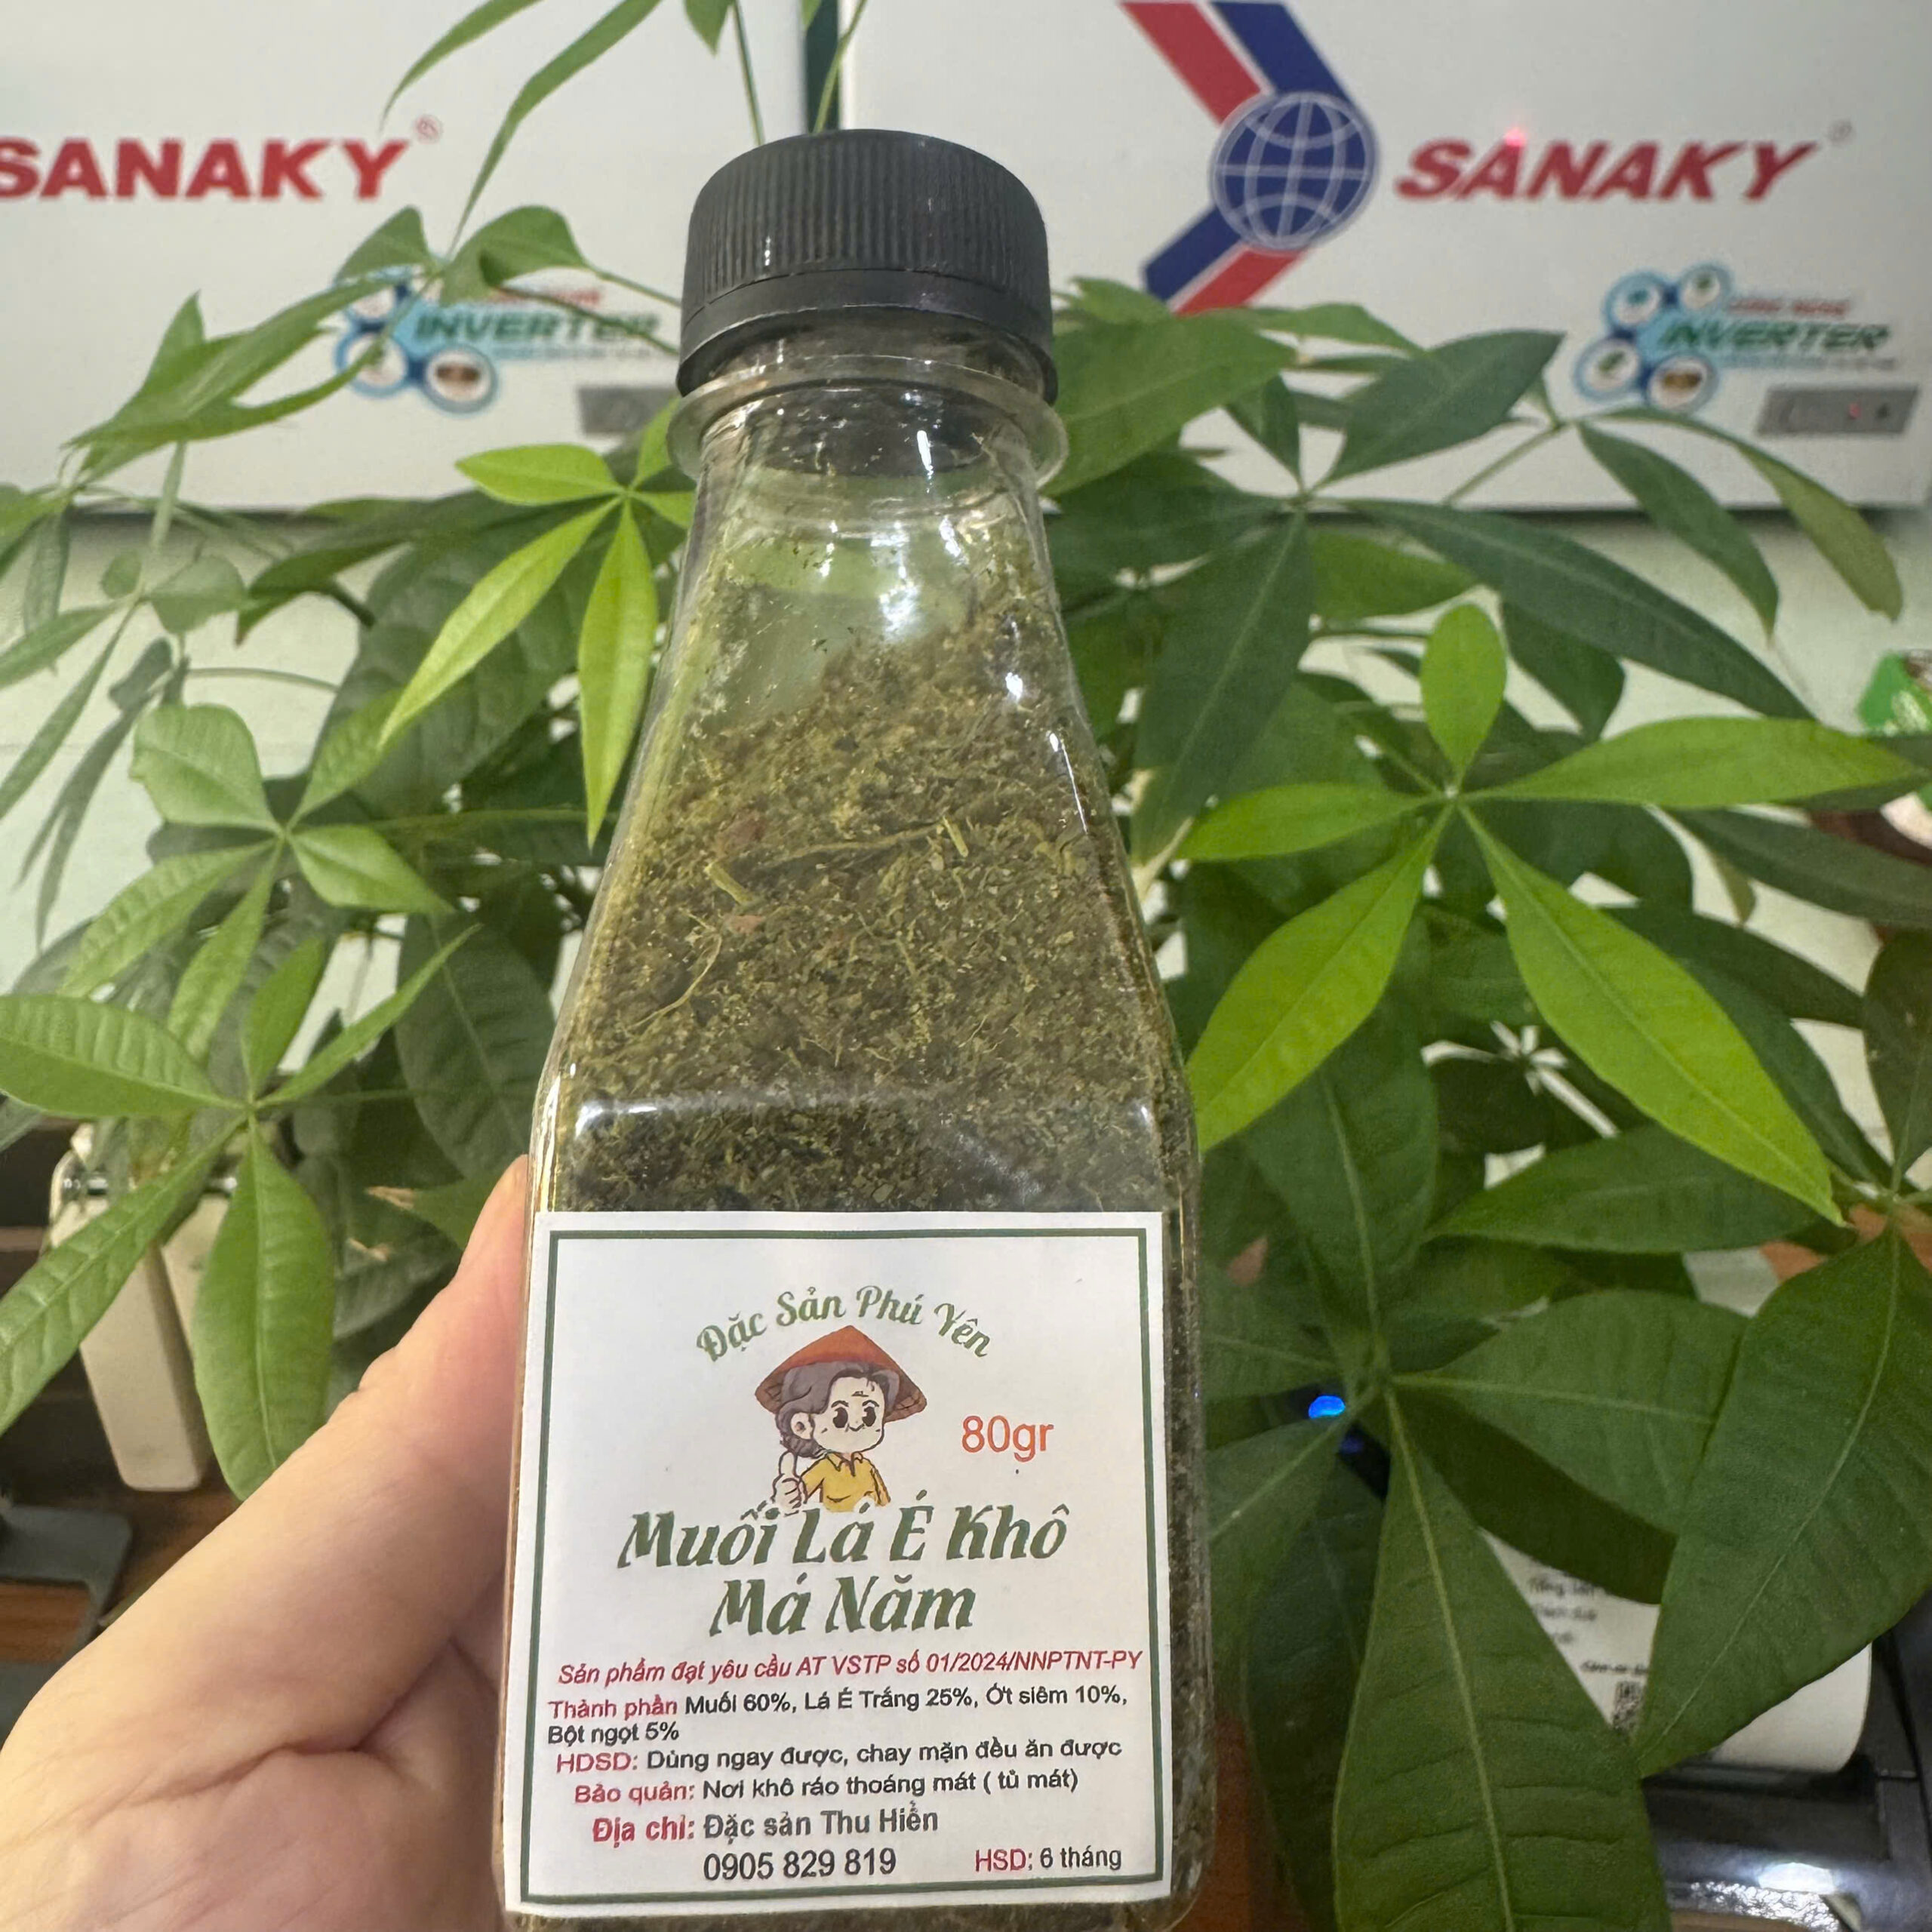 SANAKY®
SANAKY
INVERTER
INVERTER
Đặc Sản Phú Yên
80gr
Muối Lá É Khô
Má Năm
Sản phẩm đạt yêu cầu AT VSTP số 01/2024/NNPTNT-PY
Thành phần Muối 60%, Lá É Trắng 25%, Ớt siêm 10%,
Bột ngọt 5%
HDSD: Dùng ngay được, chay mặn đều ăn được
Bảo quản: Nơi khô ráo thoáng mát ( tủ mát)
Địa chỉ: Đặc sản Thu Hiền
0905 829 819
HSD: 6 tháng